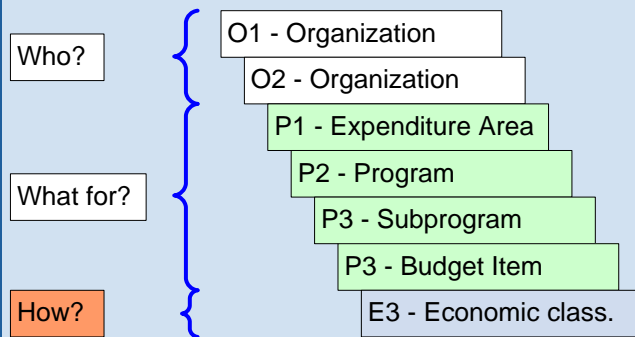 Who?
O1 - Organization
O2 - Organization
What for?
P1 - Expenditure Area
P2 - Program
P3 - Subprogram
P3 - Budget Item
How?
E3 - Economic class.